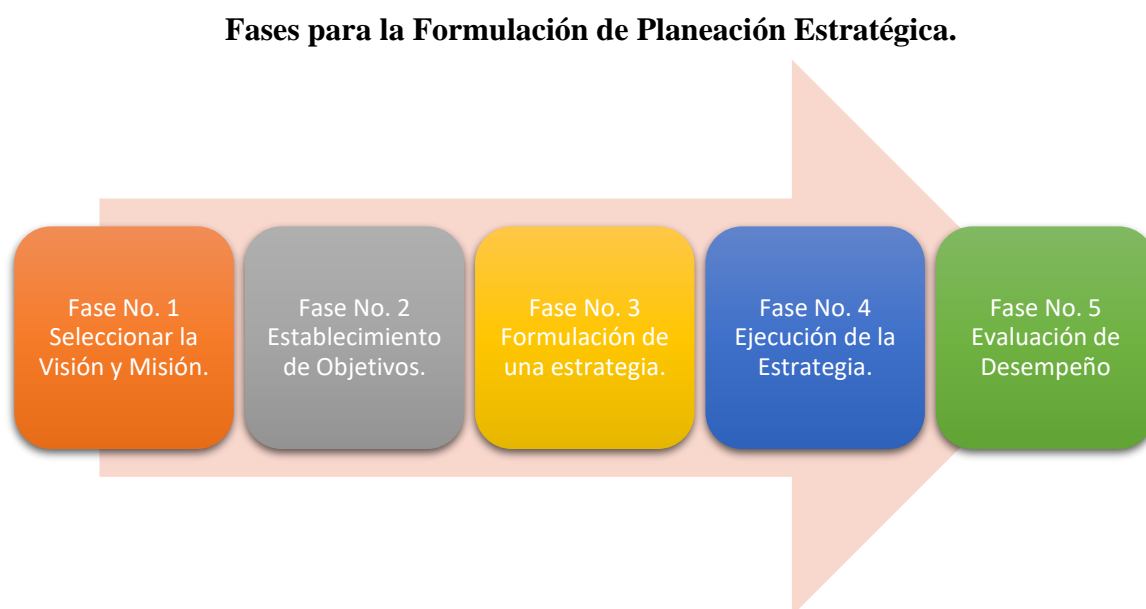 Fases para la Formulación de Planeación Estratégica.
Fase No. 1
Seleccionar la
Visión y Misión.
Fase No. 2
Establecimiento
de Objetivos.
Fase No. 3
Formulación de
una estrategia.
Fase No. 4
Ejecución de la
Estrategia.
Fase No. 5
Evaluación de
Desempeño